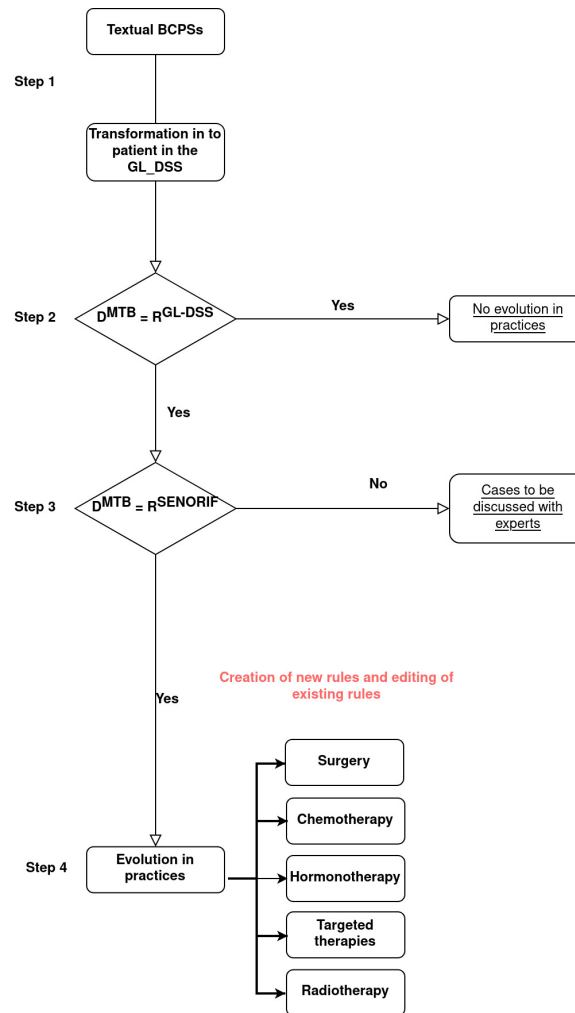 Textual BCPSs
Step 1
Transformation in to
patient in the
GL_DSS
Step 2
DMTB = RGL-DSS
Yes
No evolution in
practices
Yes
Step 3
DMTB = RSENORIF
No
Cases to be
discussed with
experts
Creation of new rules and editing of
existing rules
Yes
Surgery
Chemotherapy
Step 4
Evolution in
practices
Hormonotherapy
Targeted
therapies
Radiotherapy